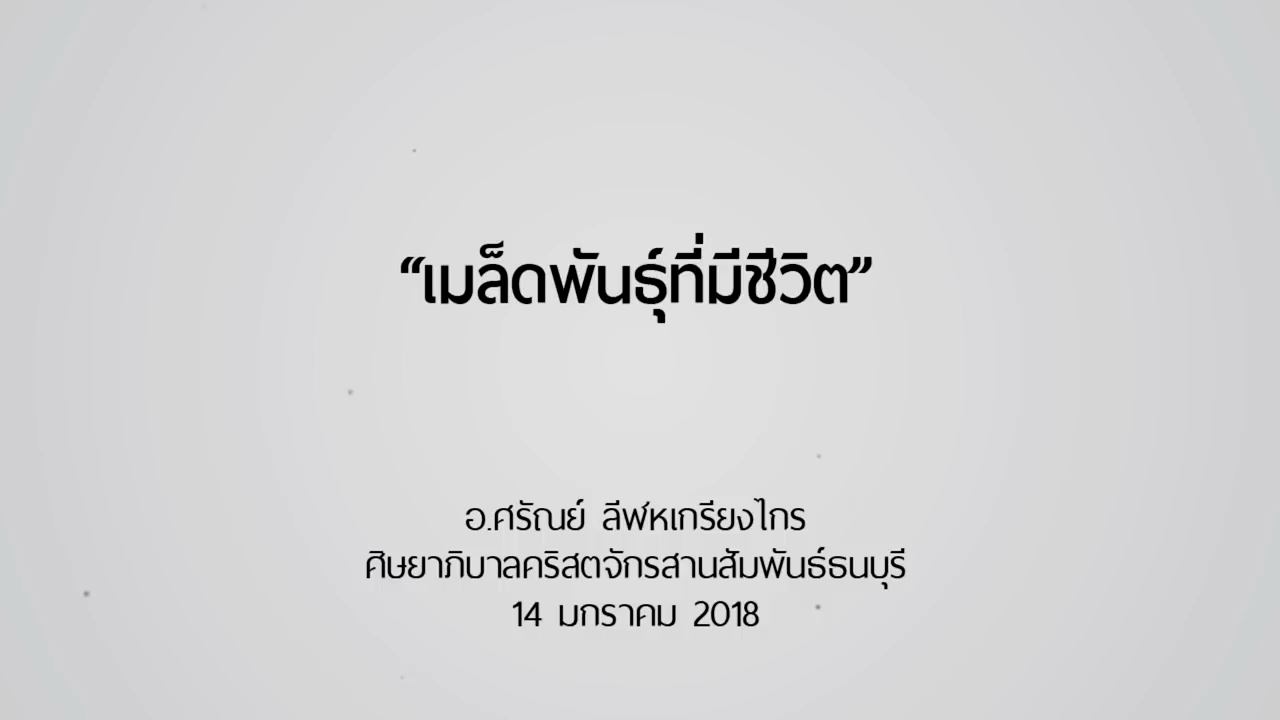 “เมล็ดพันธุ์ที่มีชีวิต”
อ.ศรัณย์ ลีฬหเกรียงไกร
ศิษยาภิบาลคริสตจักรสานสัมพันธ์ธนบุรี
14 มกราคม 2018